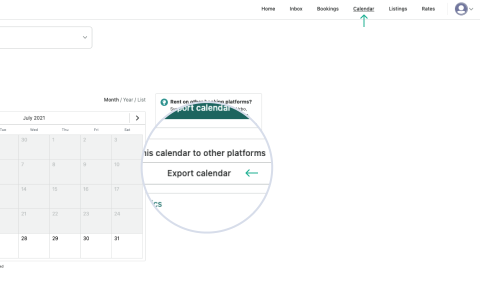 Home Inbox Bookings Calendar Listings Rates
Month / Year / List
Rent on other booking platforms?
July 2021
port calendar
Tue Wed Thu Fri Sat
30 1 2 3
7 8 9 10
his calendar to other platforms
Export calendar
14 15 16 17
ics
21 22 23 24
28 29 30 31